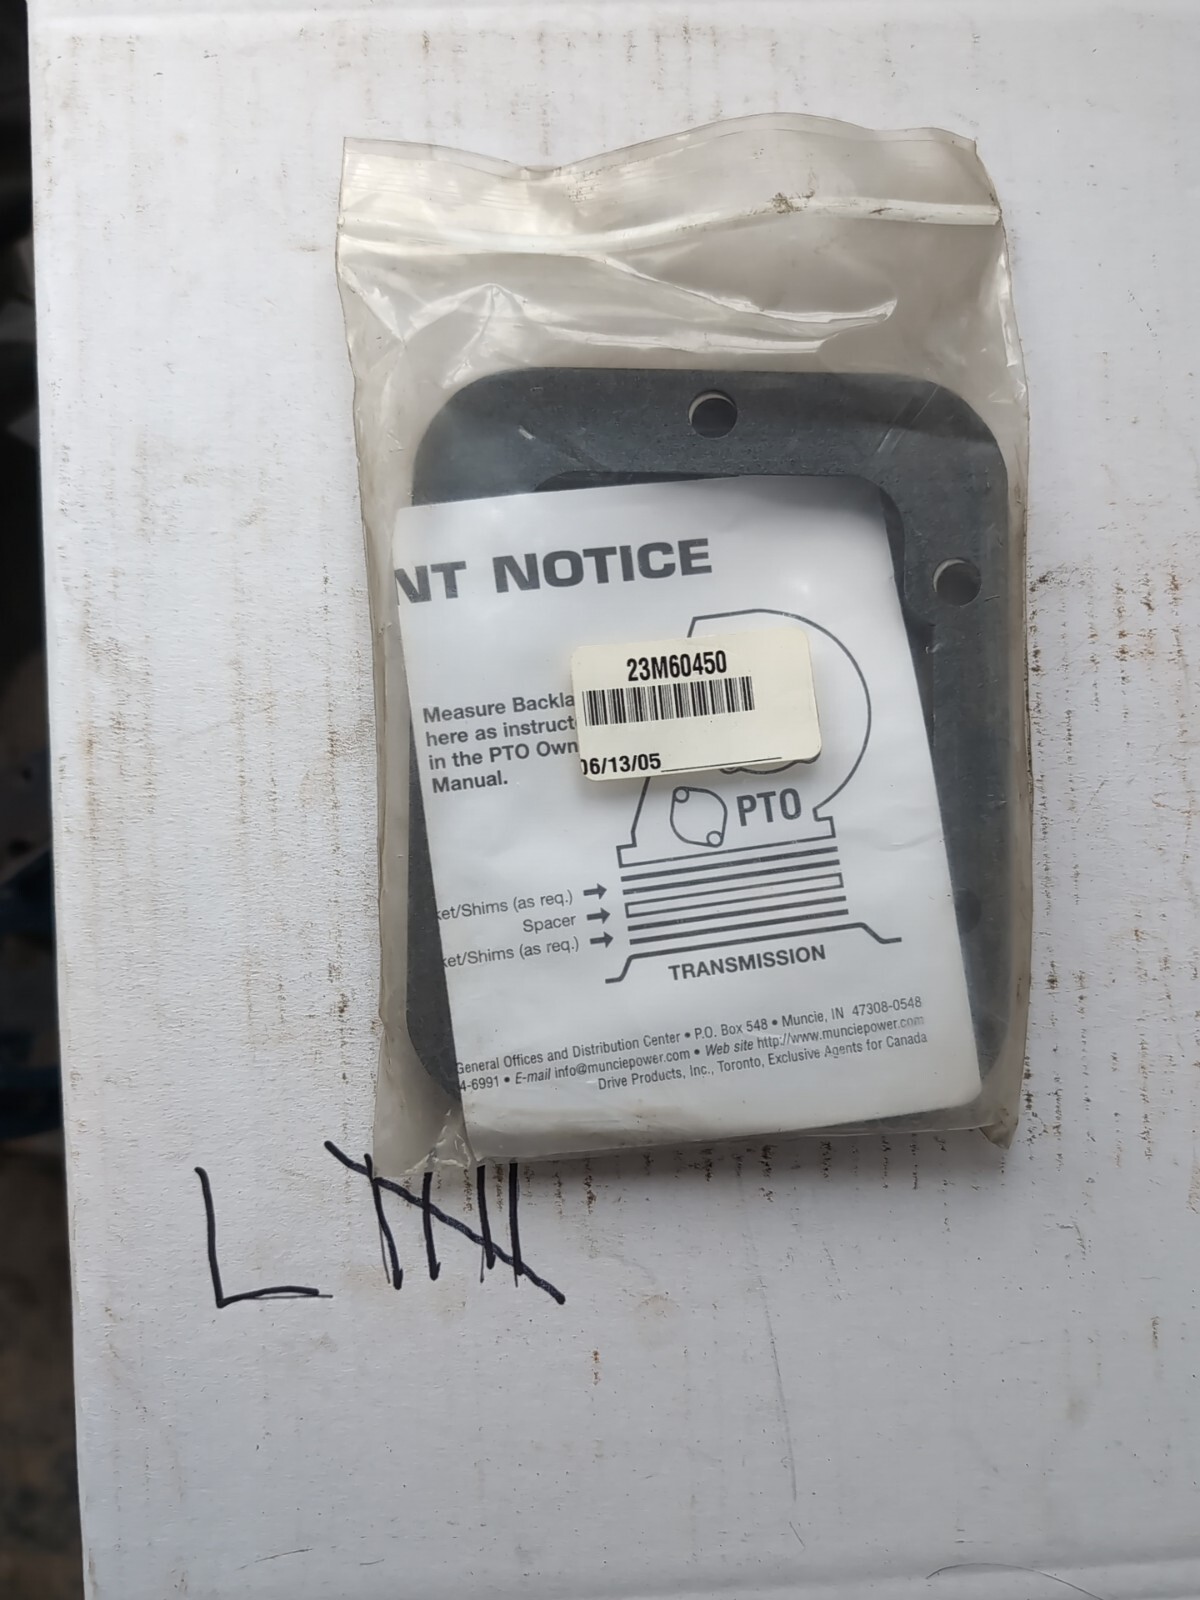 NT NOTICE
23M60450
06/13/05
Measure Backla
here as instruct
in the PTO Own
Manual.
PTO
ket/Shims (as req.)
Spacer
ket/Shims (as req.)
TRANSMISSION
General Offices and Distribution Center • P.O. Box 548 • Muncie, IN 47308-0548
4-6991 • E-mail info@munciepower.com • Web site http://www.munciepower.com
Drive Products, Inc., Toronto, Exclusive Agents for Canada
L